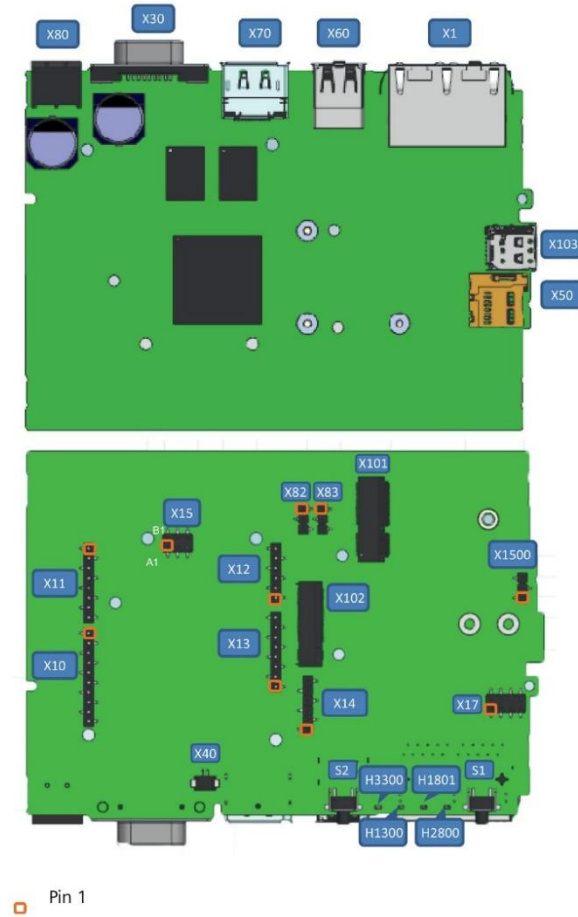 X80 X30 X70 X60 X1
X103
X50
X101
X82 X83
X15
B1
A1
X12
X1500
X11
X102
X13
X10
X14
X17
X40
S2 H3300 H1801 S1
H1300 H2800
Pin 1